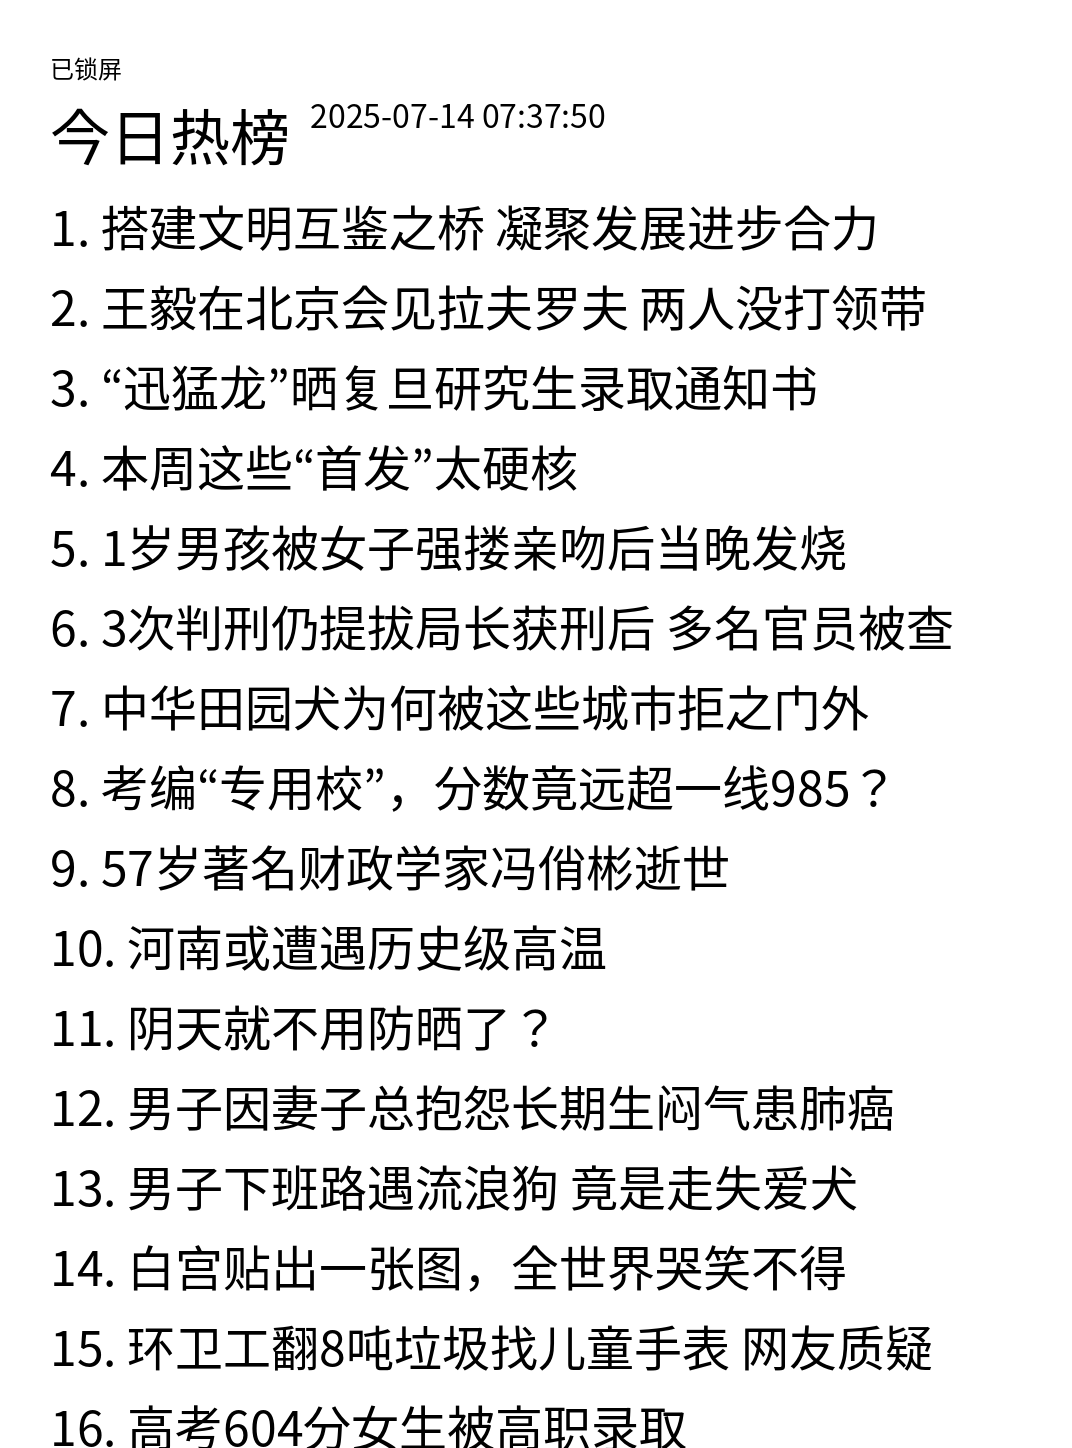 已锁屏
今日热榜 2025-07-14 07:37:50
1. 搭建文明互鉴之桥 凝聚发展进步合力
2. 王毅在北京会见拉夫罗夫 两人没打领带
3. “迅猛龙”晒复旦研究生录取通知书
4. 本周这些“首发”太硬核
5. 1岁男孩被女子强搂亲吻后当晚发烧
6. 3次判刑仍提拔局长获刑后 多名官员被查
7. 中华田园犬为何被这些城市拒之门外
8. 考编“专用校”，分数竟远超一线985？
9. 57岁著名财政学家冯俏彬逝世
10. 河南或遭遇历史级高温
11. 阴天就不用防晒了？
12. 男子因妻子总抱怨长期生闷气患肺癌
13. 男子下班路遇流浪狗 竟是走失爱犬
14. 白宫贴出一张图，全世界哭笑不得
15. 环卫工翻8吨垃圾找儿童手表 网友质疑
16. 高考604分女生被高职录取